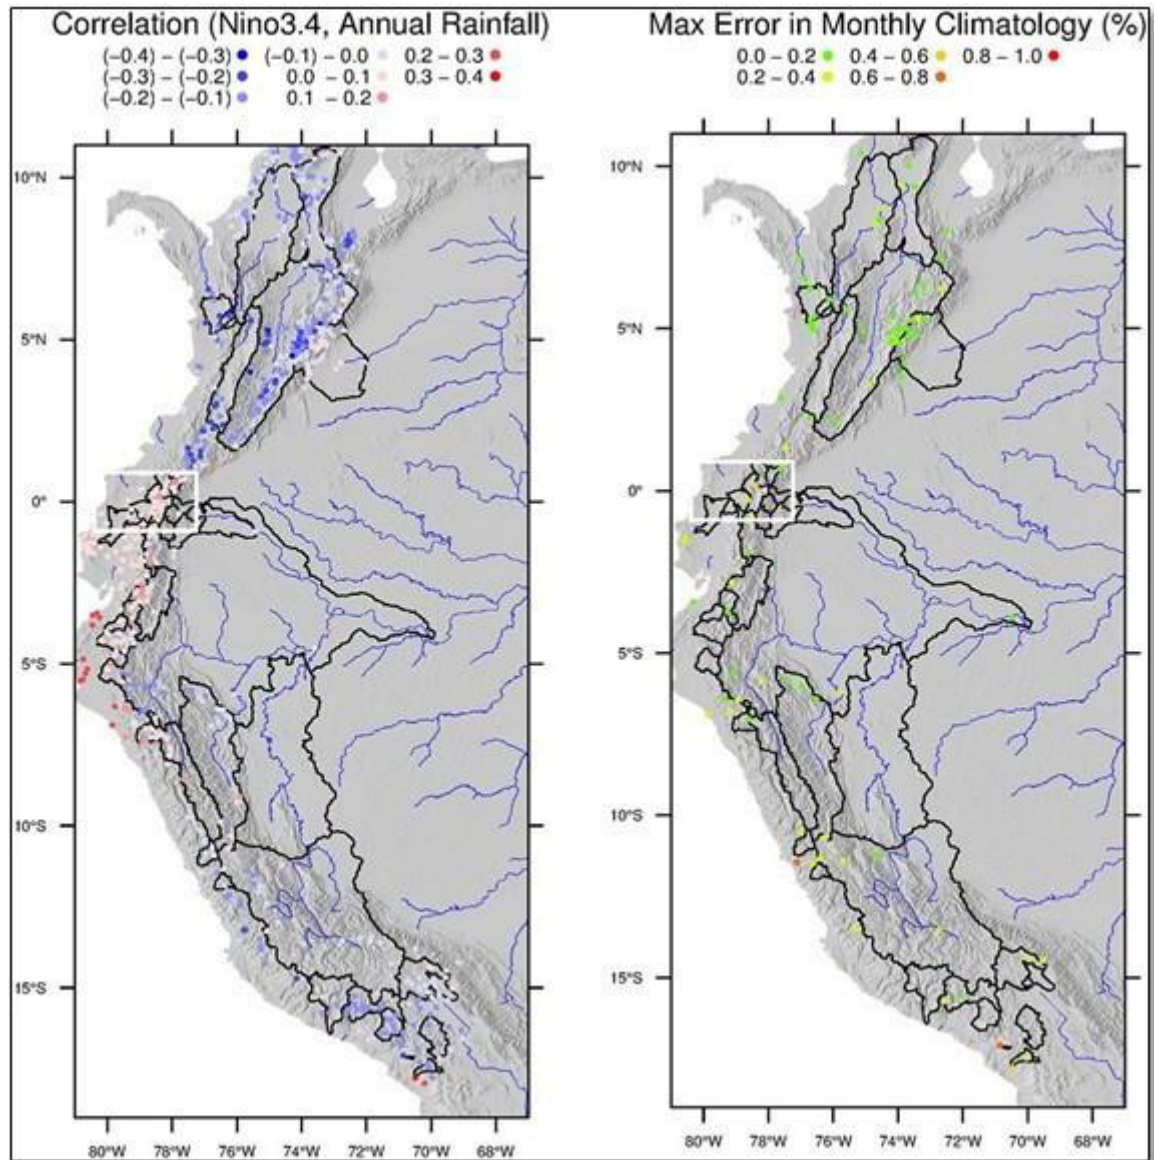 Correlation (Nino3.4, Annual Rainfall)
(−0.4) – (−0.3) (−0.1) – 0.0 0.2 – 0.3
(−0.3) – (−0.2) 0.0 – 0.1 0.3 – 0.4
(−0.2) – (−0.1) 0.1 – 0.2
10°N
5°N
0°
5°S
10°S
15°S
80°W 78°W 76°W 74°W 72°W 70°W 68°W
Max Error in Monthly Climatology (%)
0.0 – 0.2 0.4 – 0.6 0.8 – 1.0
0.2 – 0.4 0.6 – 0.8
10°N
5°N
0°
5°S
10°S
15°S
80°W 78°W 76°W 74°W 72°W 70°W 68°W